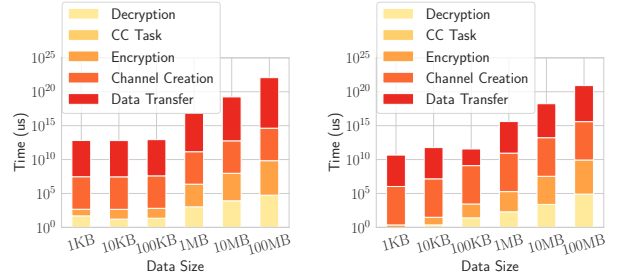 Decryption
CC Task
Encryption
Channel Creation
Data Transfer
10^25
10^20
10^15
10^10
10^5
10^0
Time (us)
1KB 10KB 100KB 1MB 10MB 100MB
Data Size
Decryption
CC Task
Encryption
Channel Creation
Data Transfer
10^25
10^20
10^15
10^10
10^5
10^0
Time (us)
1KB 10KB 100KB 1MB 10MB 100MB
Data Size